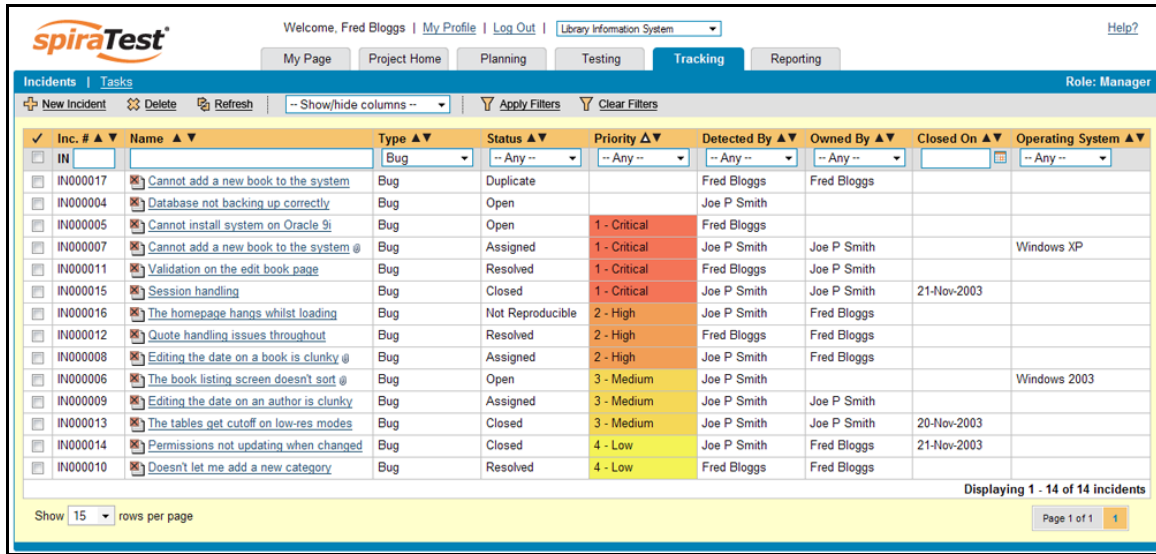 spiraTest
Welcome, Fred Bloggs | My Profile | Log Out | Library Information System Help?
My Page Project Home Planning Testing Tracking Reporting
Incidents | Tasks Role: Manager
New Incident Delete Refresh -- Show/hide columns -- Apply Filters Clear Filters
✓ Inc. # ▲ ▼ Name ▲ ▼ Type ▲▼ Status ▲▼ Priority Δ▼ Detected By ▲▼ Owned By ▲▼ Closed On ▲▼ Operating System ▲▼
IN Bug -- Any -- -- Any -- -- Any -- -- Any -- -- Any --
IN000017 Cannot add a new book to the system Bug Duplicate Fred Bloggs Fred Bloggs
IN000004 Database not backing up correctly Bug Open Joe P Smith
IN000005 Cannot install system on Oracle 9i Bug Open 1 - Critical Fred Bloggs
IN000007 Cannot add a new book to the system Bug Assigned 1 - Critical Joe P Smith Joe P Smith Windows XP
IN000011 Validation on the edit book page Bug Resolved 1 - Critical Fred Bloggs Joe P Smith
IN000015 Session handling Bug Closed 1 - Critical Joe P Smith Joe P Smith 21-Nov-2003
IN000016 The homepage hangs whilst loading Bug Not Reproducible 2 - High Joe P Smith Fred Bloggs
IN000012 Quote handling issues throughout Bug Resolved 2 - High Fred Bloggs Fred Bloggs
IN000008 Editing the date on a book is clunky Bug Assigned 2 - High Joe P Smith Fred Bloggs
IN000006 The book listing screen doesn't sort Bug Open 3 - Medium Joe P Smith Windows 2003
IN000009 Editing the date on an author is clunky Bug Assigned 3 - Medium Joe P Smith Joe P Smith
IN000013 The tables get cutoff on low-res modes Bug Closed 3 - Medium Joe P Smith Joe P Smith 20-Nov-2003
IN000014 Permissions not updating when changed Bug Closed 4 - Low Joe P Smith Fred Bloggs 21-Nov-2003
IN000010 Doesn't let me add a new category Bug Resolved 4 - Low Fred Bloggs Fred Bloggs
Displaying 1 - 14 of 14 incidents
Show 15 rows per page Page 1 of 1 1